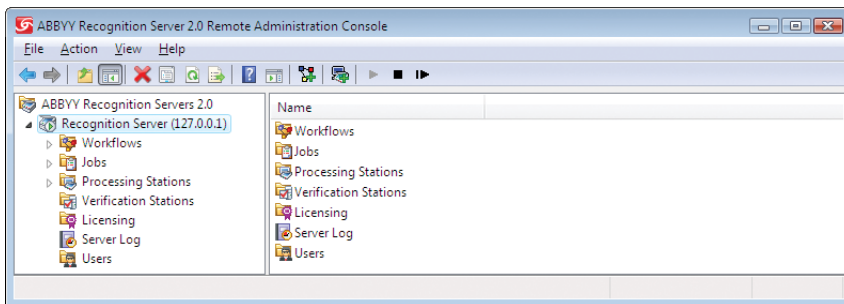 ABBYY Recognition Server 2.0 Remote Administration Console
File Action View Help
ABBYY Recognition Servers 2.0
Recognition Server (127.0.0.1)
Workflows
Jobs
Processing Stations
Verification Stations
Licensing
Server Log
Users
Name
Workflows
Jobs
Processing Stations
Verification Stations
Licensing
Server Log
Users